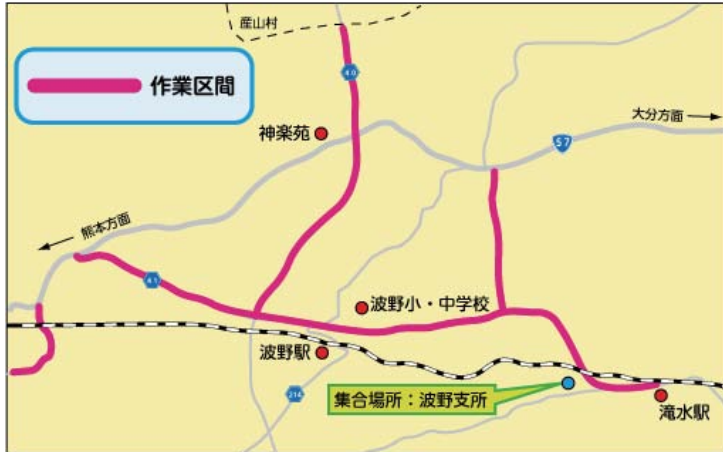 産山村
40
作業区間
神楽苑
大分方面
57
熊本方面
41
波野小・中学校
波野駅
214
集合場所：波野支所
滝水駅